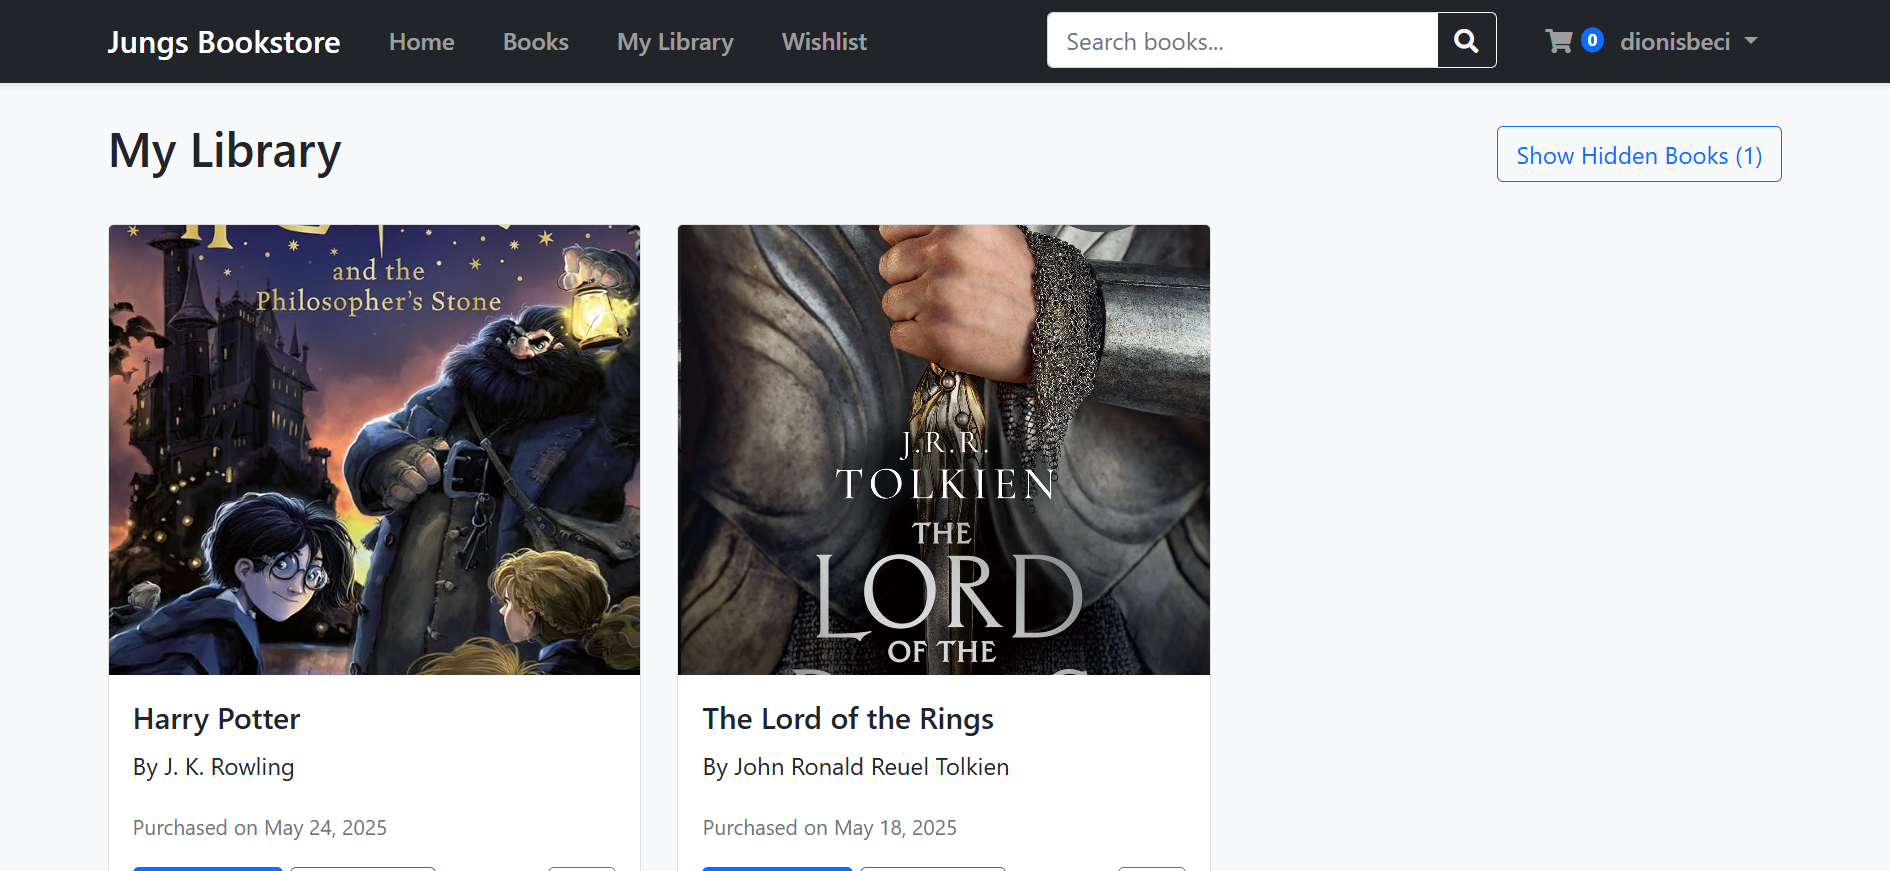 Jungs Bookstore Home Books My Library Wishlist Search books... 0 dionisbeci
My Library
Show Hidden Books (1)
and the
Philosopher's Stone
J.R.R.
TOLKIEN
THE
LORD
OF THE
Harry Potter
By J. K. Rowling
Purchased on May 24, 2025
The Lord of the Rings
By John Ronald Reuel Tolkien
Purchased on May 18, 2025